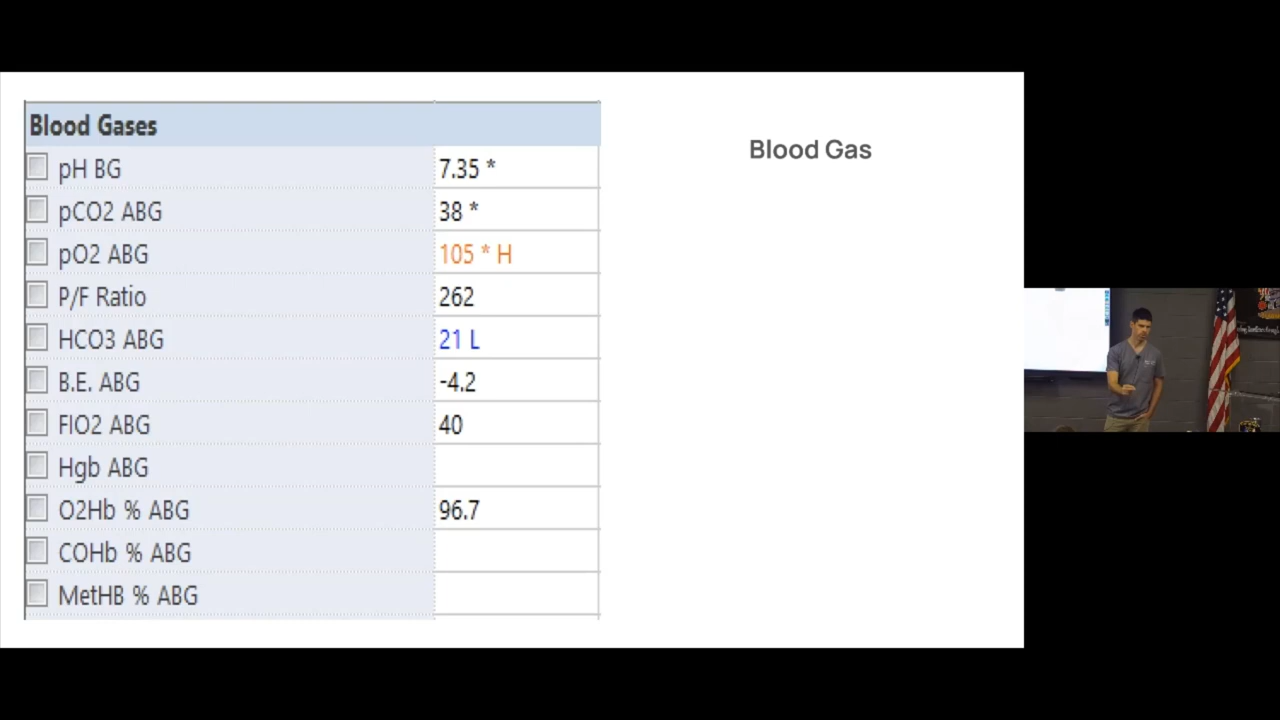 Blood Gases
pH BG 7.35 *
pCO2 ABG 38 *
pO2 ABG 105 * H
P/F Ratio 262
HCO3 ABG 21 L
B.E. ABG -4.2
FIO2 ABG 40
Hgb ABG
O2Hb % ABG 96.7
COHb % ABG
MetHB % ABG
Blood Gas